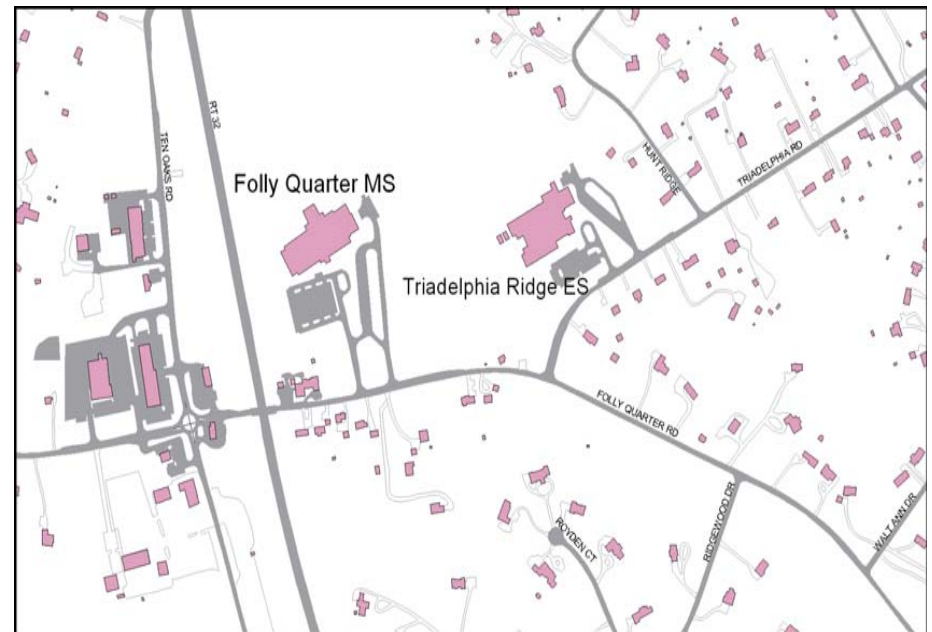 RT 32
TEN OAKS RD
Folly Quarter MS
HUNT RIDGE
TRIADELPHIA RD
Triadelphia Ridge ES
FOLLY QUARTER RD
RIDGEWOOD DR
WALT ANN DR
ROYDEN CT